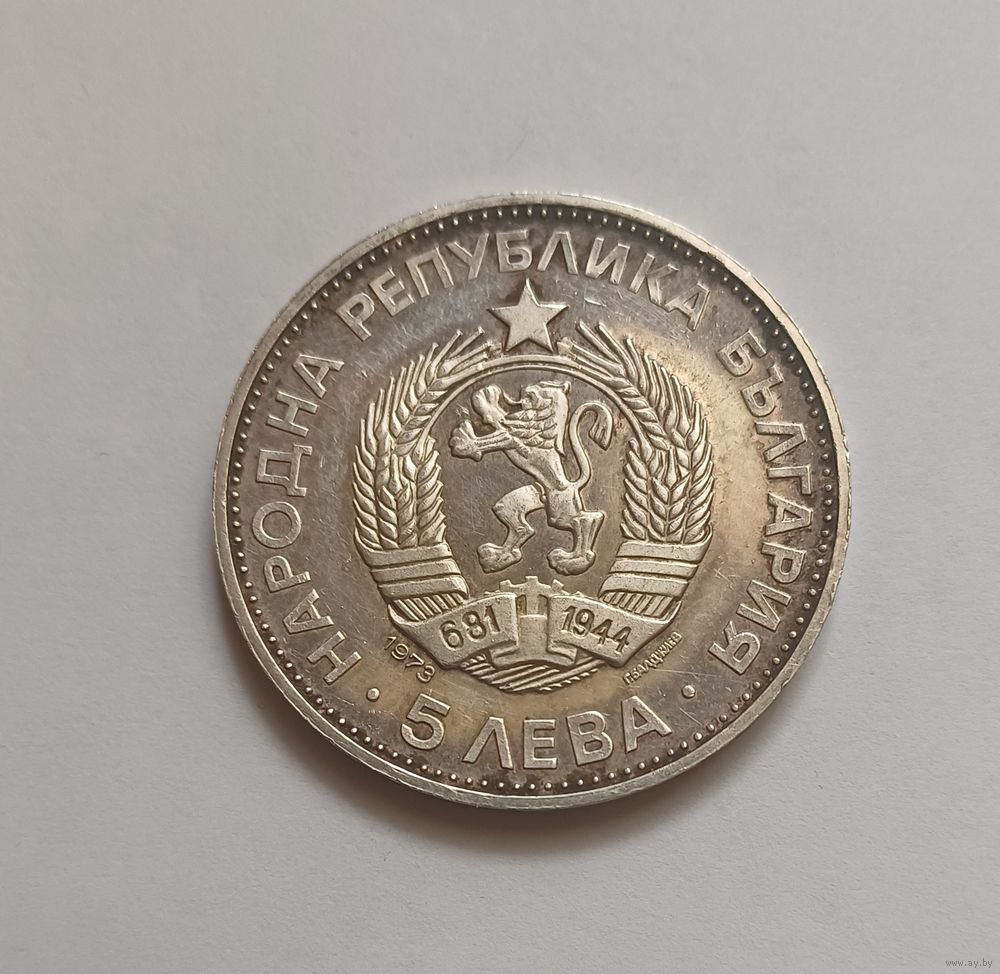 НАРОДНА РЕПУБЛИКА БЪЛГАРИЯ
681 1944
1973
· 5 ЛЕВА ·
www.ay.by